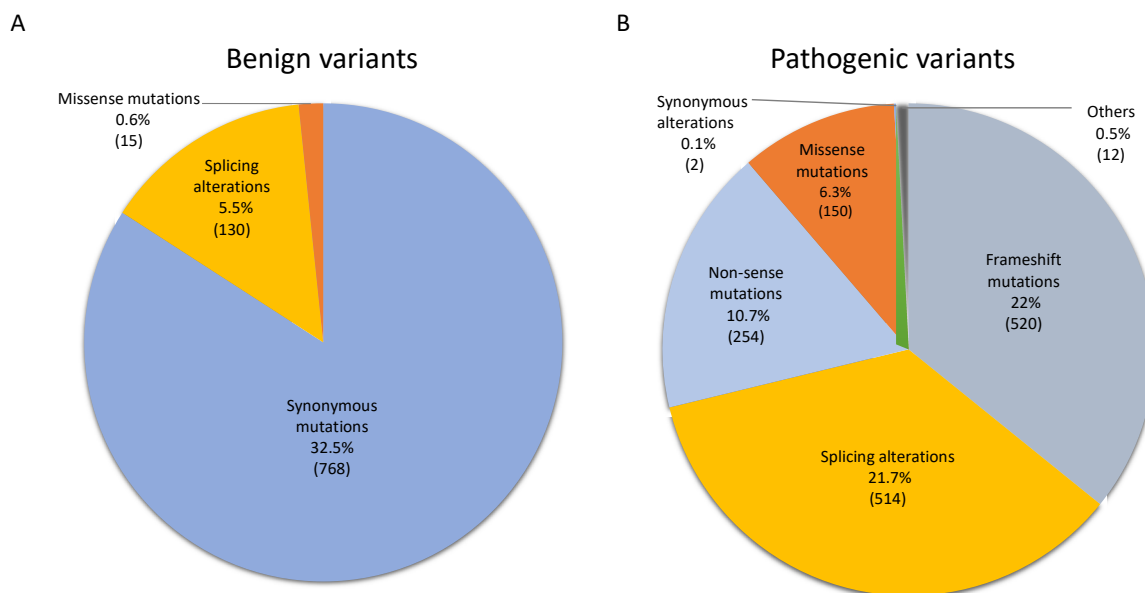 A
Benign variants
Missense mutations
0.6%
(15)
Splicing
alterations
5.5%
(130)
Synonymous
mutations
32.5%
(768)
B
Pathogenic variants
Synonymous
alterations
0.1%
(2)
Others
0.5%
(12)
Missense
mutations
6.3%
(150)
Non-sense
mutations
10.7%
(254)
Frameshift
mutations
22%
(520)
Splicing alterations
21.7%
(514)